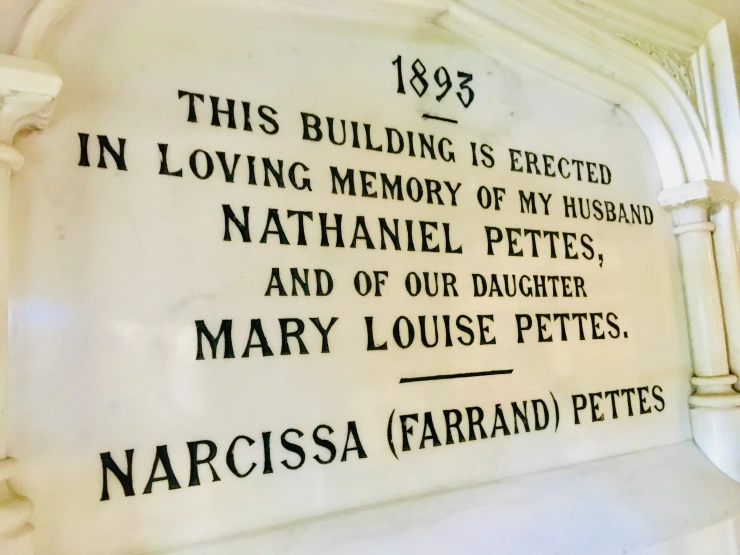 1893
THIS BUILDING IS ERECTED
IN LOVING MEMORY OF MY HUSBAND
NATHANIEL PETTES,
AND OF OUR DAUGHTER
MARY LOUISE PETTES.
NARCISSA (FARRAND) PETTES